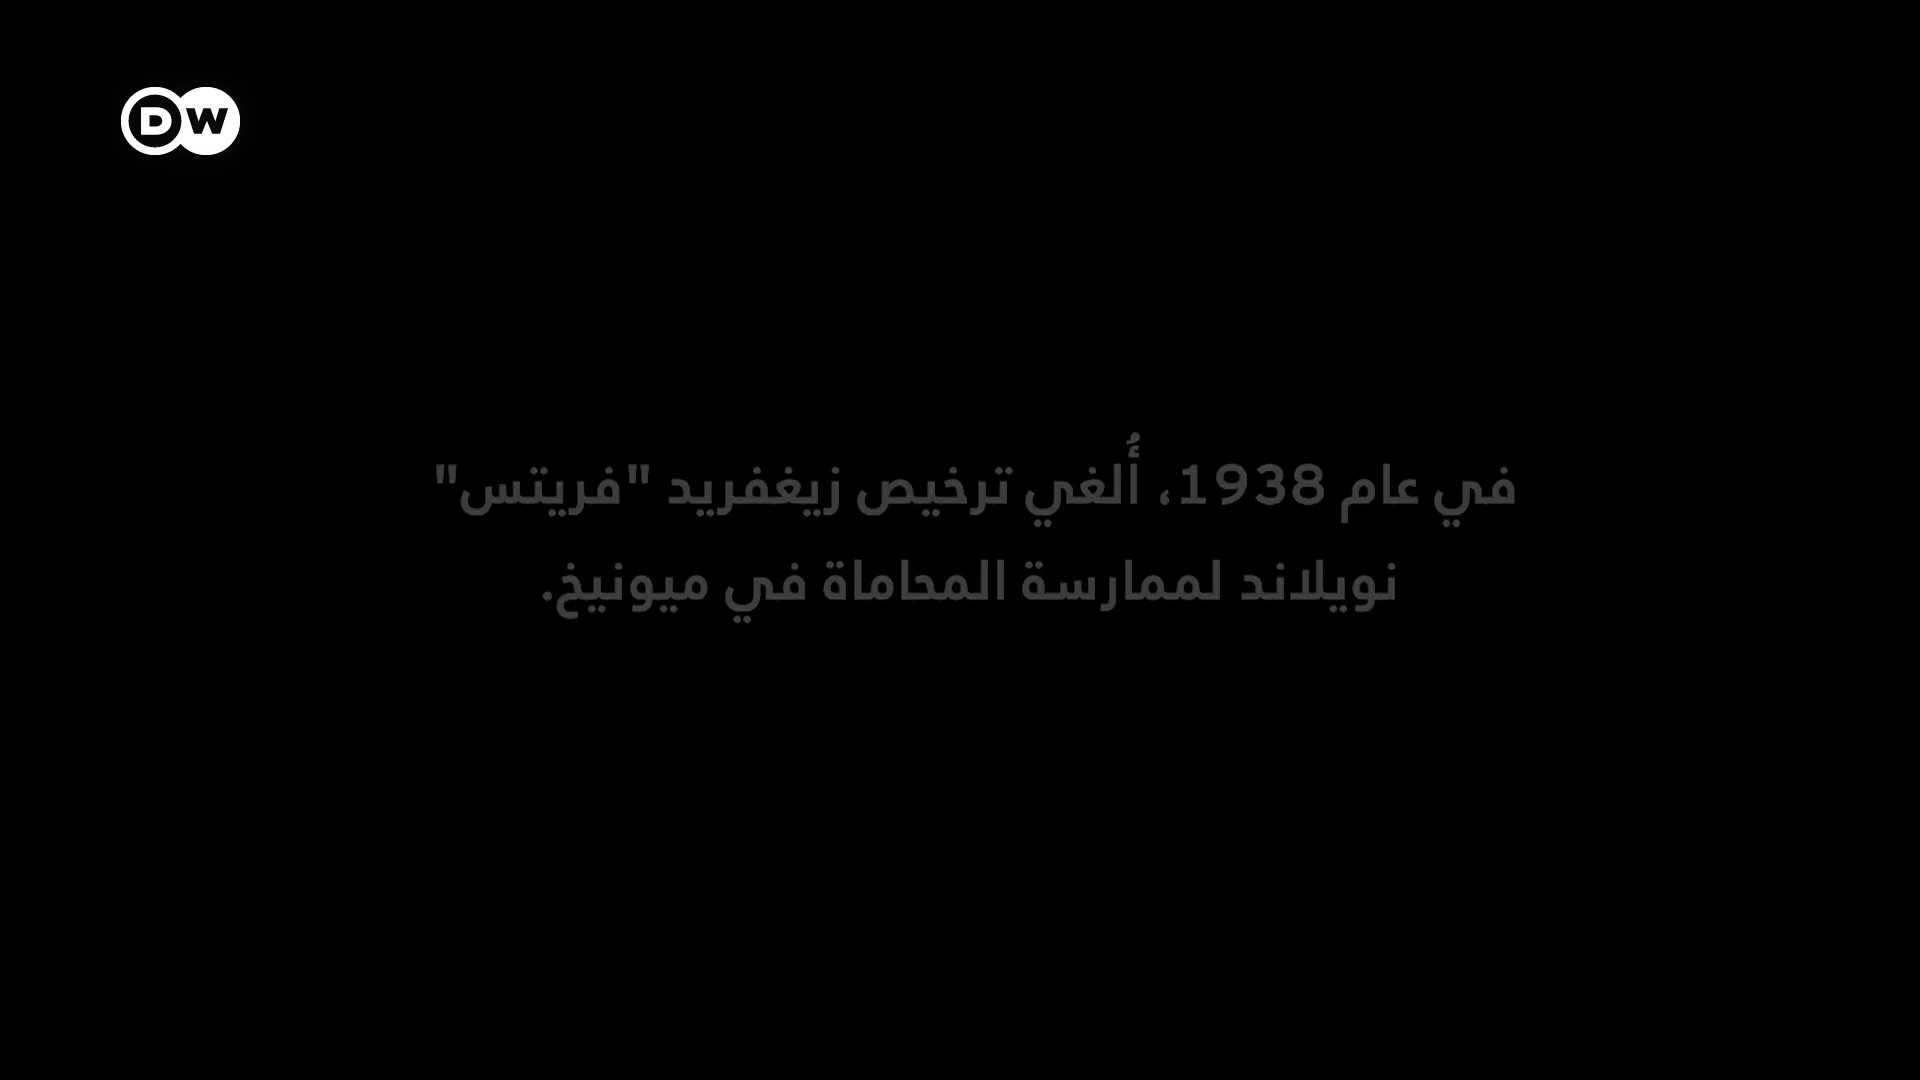 DW
في عام 1938، أُلغي ترخيص زيغفريد "فريتس"
نويلاند لممارسة المحاماة في ميونيخ.